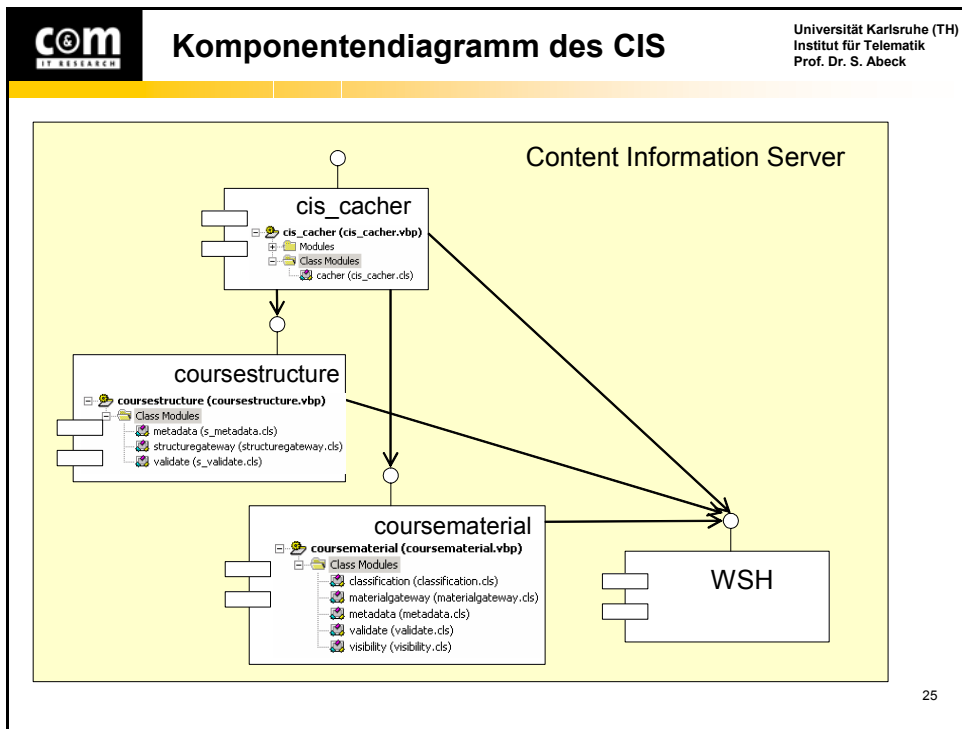 c&m
IT RESEARCH
Komponentendiagramm des CIS
Universität Karlsruhe (TH)
Institut für Telematik
Prof. Dr. S. Abeck
Content Information Server
cis_cacher
cis_cacher (cis_cacher.vbp)
Modules
Class Modules
cacher (cis_cacher.cls)
coursestructure
coursestructure (coursestructure.vbp)
Class Modules
metadata (s_metadata.cls)
structuregateway (structuregateway.cls)
validate (s_validate.cls)
coursematerial
coursematerial (coursematerial.vbp)
Class Modules
classification (classification.cls)
materialgateway (materialgateway.cls)
metadata (metadata.cls)
validate (validate.cls)
visibility (visibility.cls)
WSH
25